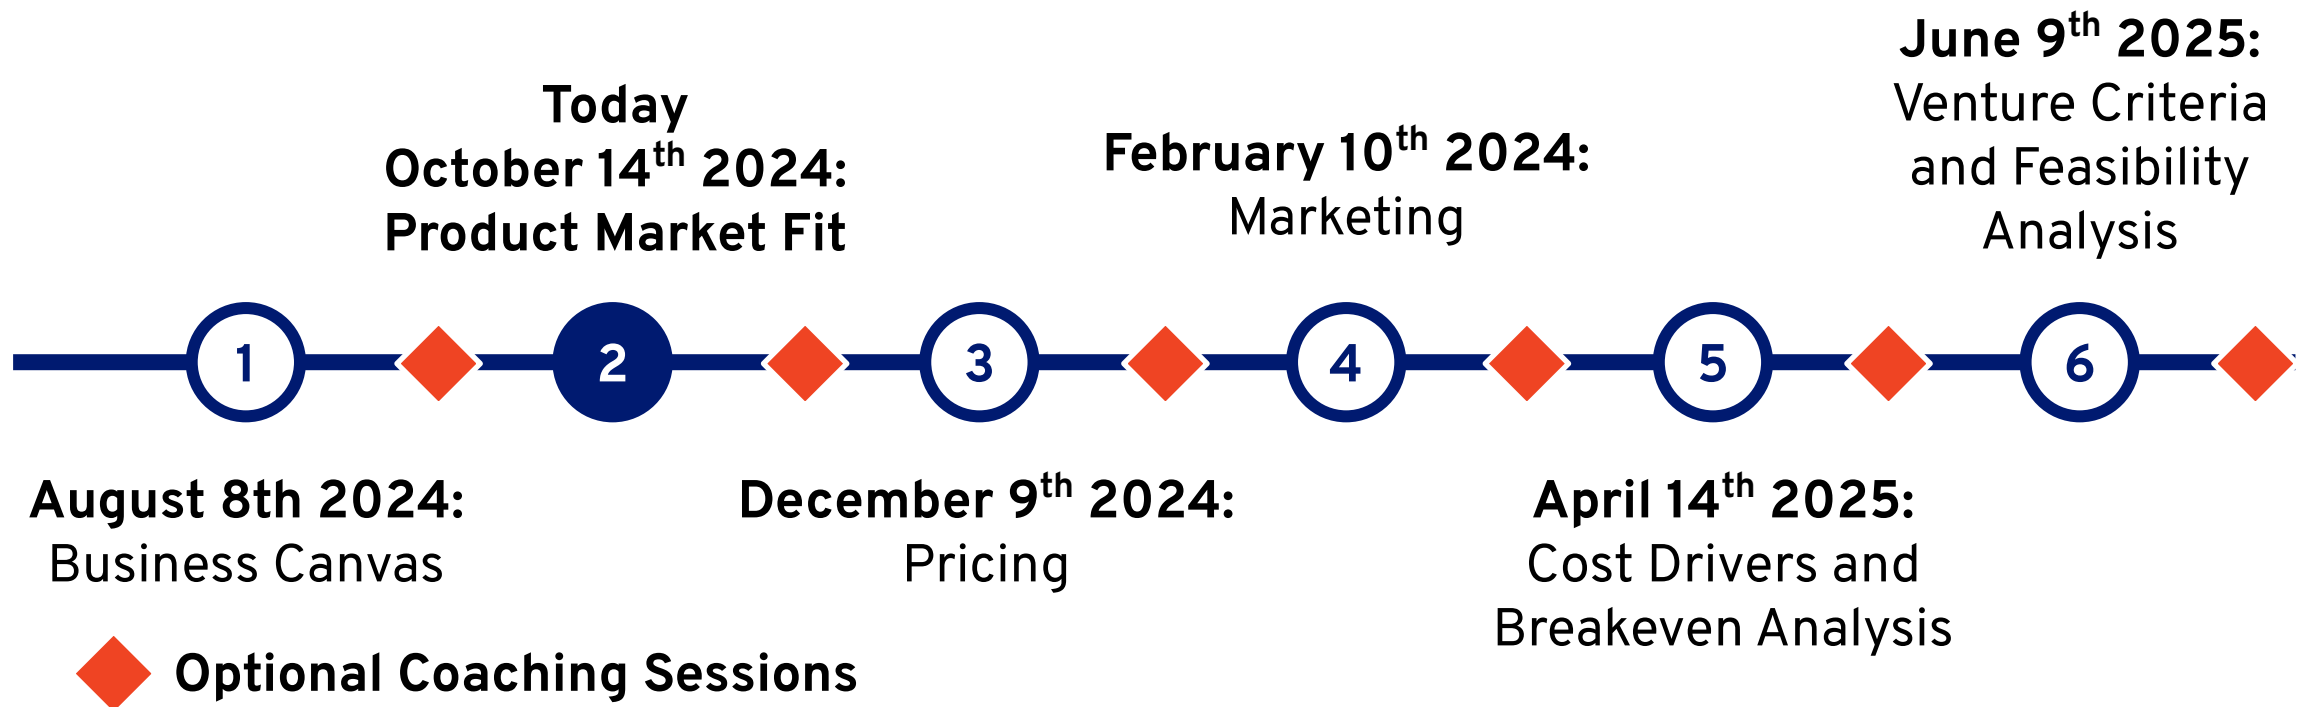 Today
October 14th 2024:
Product Market Fit
February 10th 2024:
Marketing
June 9th 2025:
Venture Criteria
and Feasibility
Analysis
1
2
3
4
5
6
August 8th 2024:
Business Canvas
December 9th 2024:
Pricing
April 14th 2025:
Cost Drivers and
Breakeven Analysis
Optional Coaching Sessions